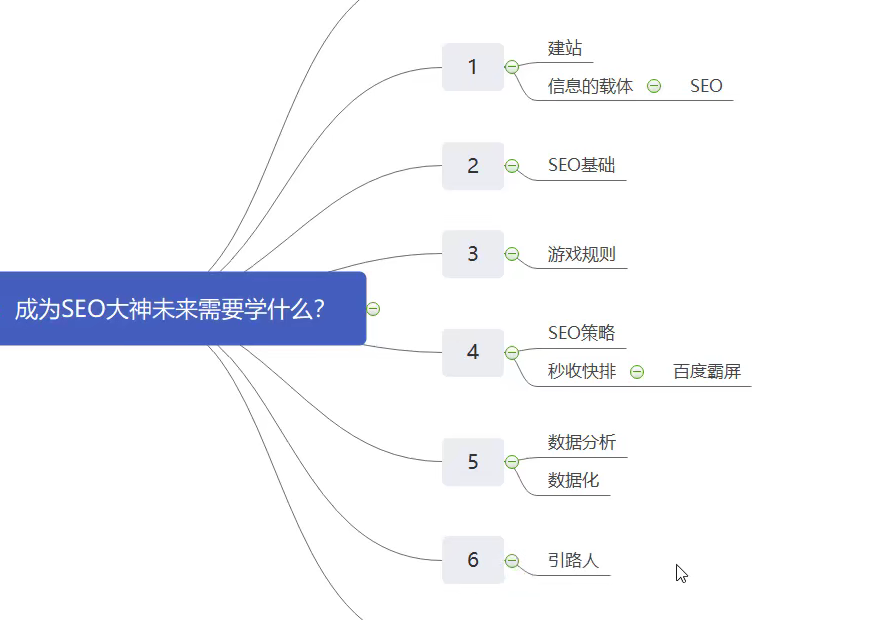 成为SEO大神未来需要学什么？
1
建站
信息的载体
SEO
2
SEO基础
3
游戏规则
4
SEO策略
秒收快排
百度霸屏
5
数据分析
数据化
6
引路人